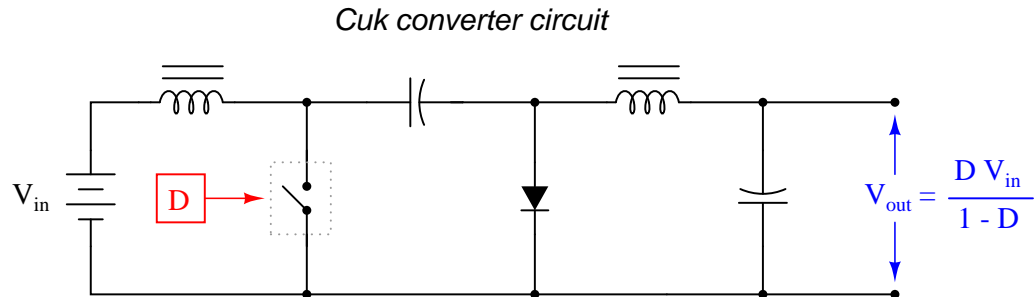 Cuk converter circuit
V_in
D
V_out = D V_in / 1 - D